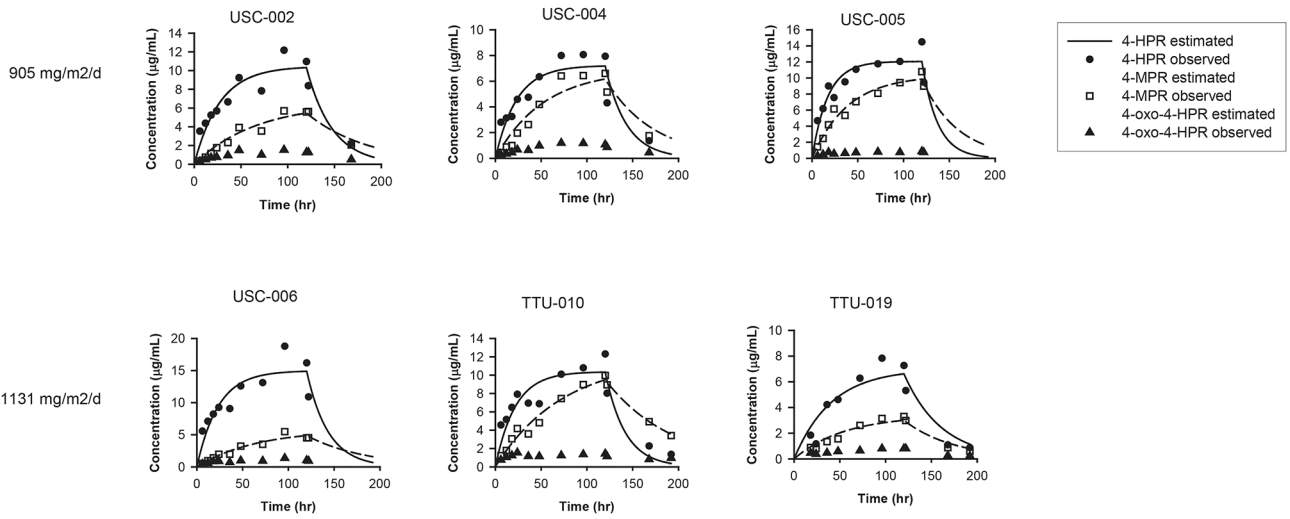 USC-002
USC-004
USC-005
905 mg/m2/d
Concentration (µg/mL)
14
12
10
8
6
4
2
0
0 50 100 150 200
Time (hr)
Concentration (µg/mL)
10
8
6
4
2
0
0 50 100 150 200
Time (hr)
Concentration (µg/mL)
16
14
12
10
8
6
4
2
0
0 50 100 150 200
Time (hr)
4-HPR estimated
4-HPR observed
4-MPR estimated
4-MPR observed
4-oxo-4-HPR estimated
4-oxo-4-HPR observed
USC-006
TTU-010
TTU-019
1131 mg/m2/d
Concentration (µg/mL)
20
15
10
5
0
0 50 100 150 200
Time (hr)
Concentration (µg/mL)
14
12
10
8
6
4
2
0
0 50 100 150 200
Time (hr)
Concentration (µg/mL)
10
8
6
4
2
0
0 50 100 150 200
Time (hr)